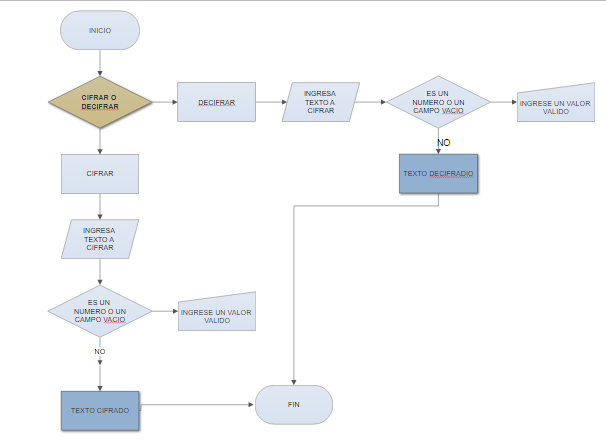 INICIO
CIFRAR O
DECIFRAR
DECIFRAR
INGRESA
TEXTO A
CIFRAR
ES UN
NUMERO O UN
CAMPO VACIO
INGRESE UN VALOR
VALIDO
NO
TEXTO DECIFRADIO
CIFRAR
INGRESA
TEXTO A
CIFRAR
ES UN
NUMERO O UN
CAMPO VACIO
INGRESE UN VALOR
VALIDO
NO
TEXTO CIFRADO
FIN